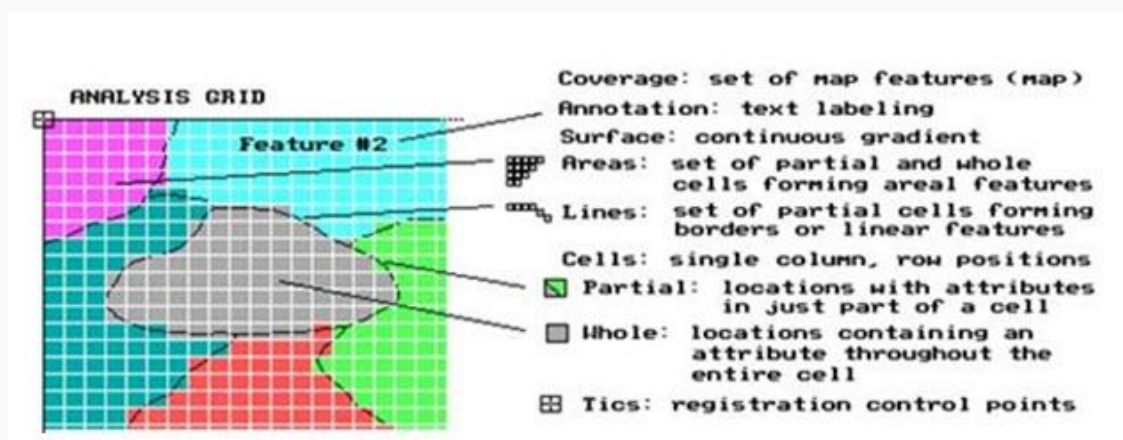 ANALYSIS GRID
Feature #2
Coverage: set of map features (map)
Annotation: text labeling
Surface: continuous gradient
Areas: set of partial and whole
cells forming areal features
Lines: set of partial cells forming
borders or linear features
Cells: single column, row positions
Partial: locations with attributes
in just part of a cell
Whole: locations containing an
attribute throughout the
entire cell
Tics: registration control points